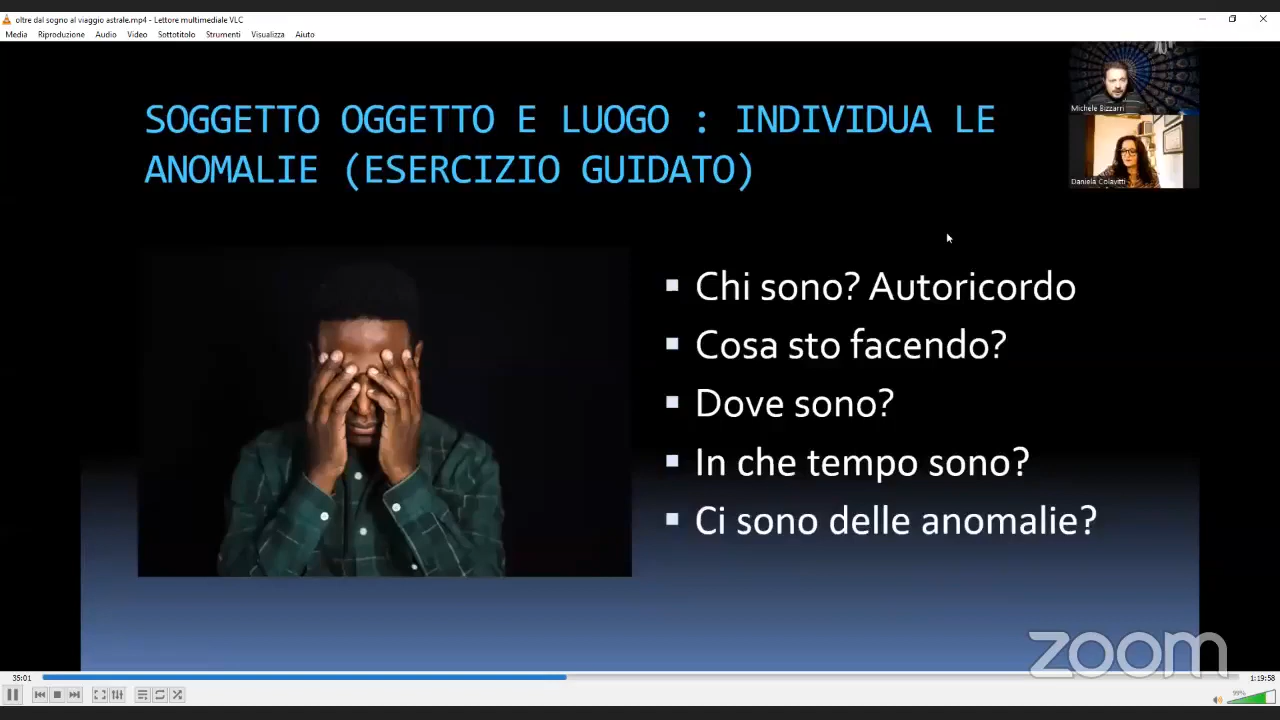 oltre dal sogno al viaggio astrale.mp4 - Lettore multimediale VLC
Media Riproduzione Audio Video Sottotitolo Strumenti Visualizza Aiuto
SOGGETTO OGGETTO E LUOGO : INDIVIDUA LE
ANOMALIE (ESERCIZIO GUIDATO)
Michele Bizzarri
Daniela Colavitti
Chi sono? Autoricordo
Cosa sto facendo?
Dove sono?
In che tempo sono?
Ci sono delle anomalie?
zoom
35:01
1:19:58
99%